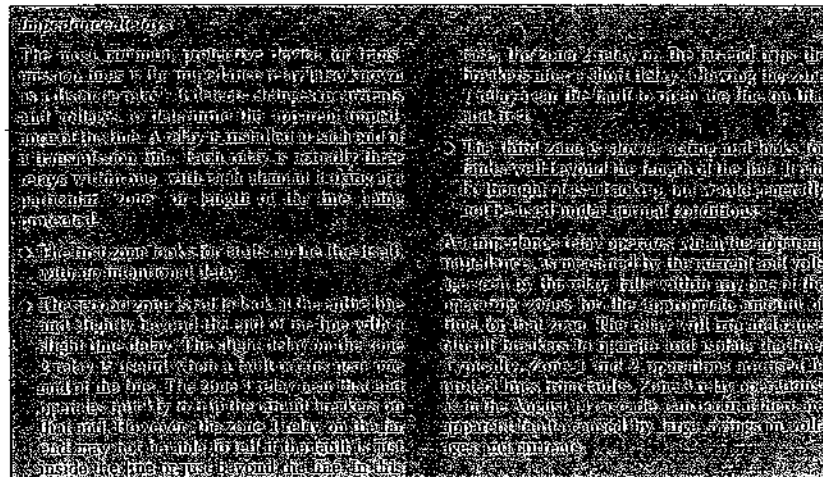 Impedance Relays
The most common protective device for trans-
mission lines is the impedance relay (also known
as a distance relay). It detects changes in currents
and voltages to determine the apparent imped-
ance of the line. A relay is installed at each end of
a transmission line. Each relay is actually three
relays within one, with each element looking at a
particular "zone" or length of the line being
protected.
The first zone looks for faults on the line itself,
with no intentional delay.
The second zone is set to look at the entire line
and slightly beyond the end of the line with a
slight time delay. The slight delay on the zone
2 relay is useful when a fault occurs near one
end of the line. The zone 1 relay near that end
operates quickly to trip the circuit breakers on
that end. However, the zone 1 relay on the far
end may not be able to tell if the fault is just
inside the line or just beyond the line. In this
case, the zone 2 relay on the far end trips the
breakers after a short delay, allowing the zone
1 relay near the fault to open the line on that
end first.
The third zone is slower acting and looks for
faults well beyond the length of the line. It can
be thought of as a backup, but would generally
not be used under normal conditions.
An impedance relay operates when the apparent
impedance, as measured by the current and volt-
age seen by the relay, falls within any one of the
operating zones for the appropriate amount of
time for that zone. The relay will trip and cause
circuit breakers to operate and isolate the line.
Typically, Zone 1 and 2 operations are used to
protect lines from faults. Zone 3 relay operations,
as in the August 14 cascade, can occur if there are
apparent faults caused by large swings in volt-
ages and currents.